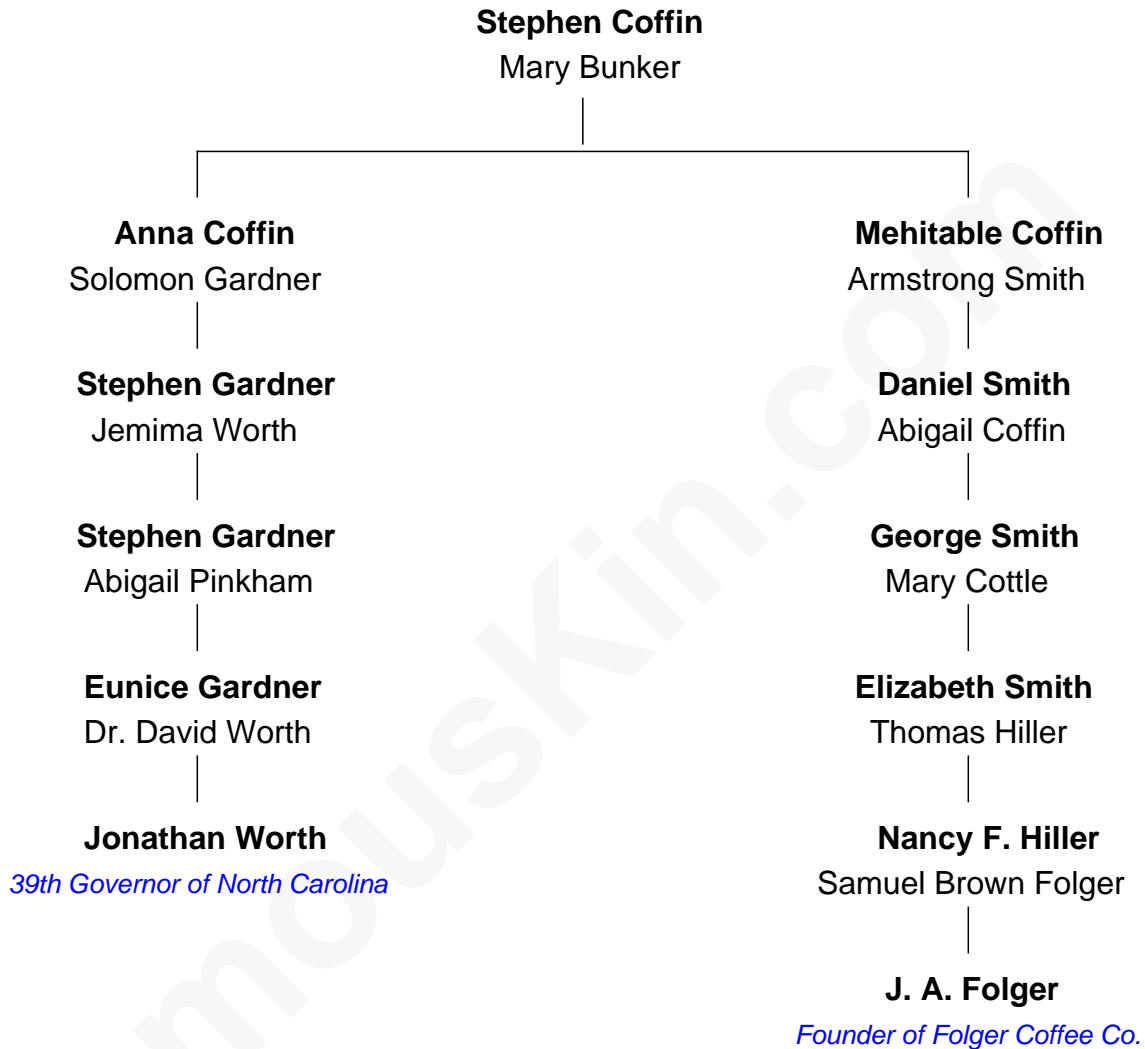 Stephen Coffin
Mary Bunker
Anna Coffin
Solomon Gardner
Mehitable Coffin
Armstrong Smith
Stephen Gardner
Jemima Worth
Daniel Smith
Abigail Coffin
Stephen Gardner
Abigail Pinkham
George Smith
Mary Cottle
Eunice Gardner
Dr. David Worth
Elizabeth Smith
Thomas Hiller
Jonathan Worth
39th Governor of North Carolina
Nancy F. Hiller
Samuel Brown Folger
J. A. Folger
Founder of Folger Coffee Co.
mousKin.com